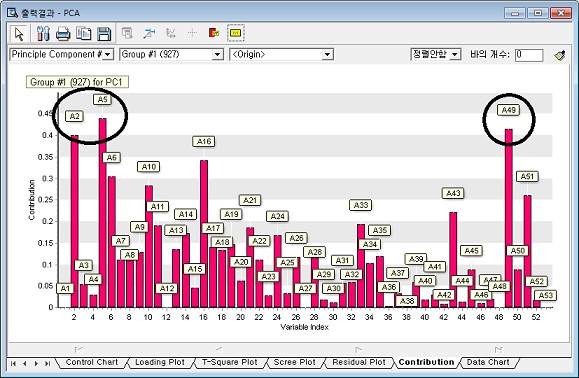 출력결과 - PCA
Principle Component #
Group #1 (927)
<Origin>
정렬안함
바의 개수:
0
Group #1 (927) for PC1
A1
A2
A3
A4
A5
A6
A7
A8
A9
A10
A11
A12
A13
A14
A15
A16
A17
A18
A19
A20
A21
A22
A23
A24
A25
A26
A27
A28
A29
A30
A31
A32
A33
A34
A35
A36
A37
A38
A39
A40
A41
A42
A43
A44
A45
A46
A47
A48
A49
A50
A51
A52
A53
Contribution
0.45
0.4
0.35
0.3
0.25
0.2
0.15
0.1
0.05
0
2 4 6 8 10 12 14 16 18 20 22 24 26 28 30 32 34 36 38 40 42 44 46 48 50 52
Variable Index
Control Chart Loading Plot T-Square Plot Scree Plot Residual Plot Contribution Data Chart